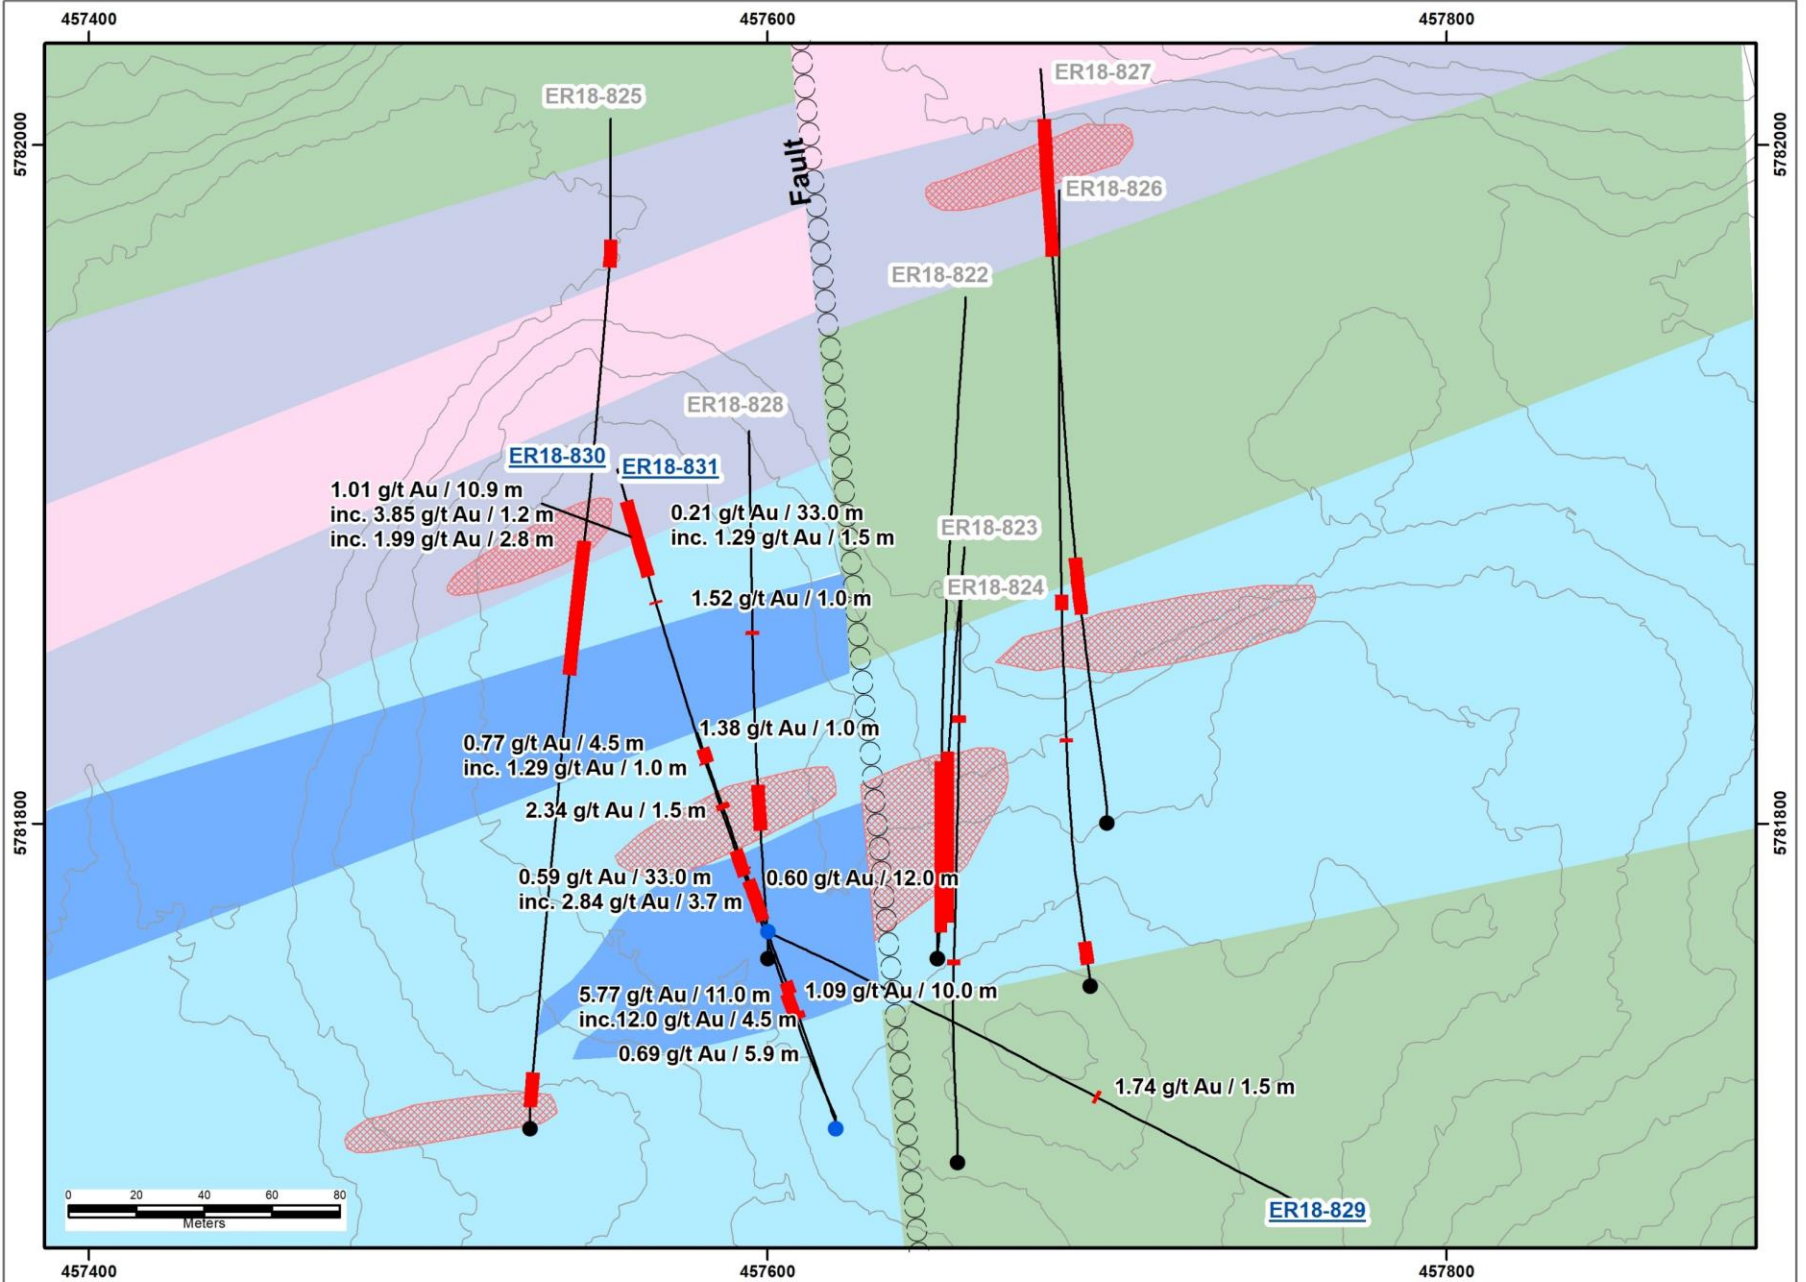 457400
457600
457800
5782000
5782000
ER18-827
ER18-825
Fault
ER18-826
ER18-822
ER18-828
ER18-830
ER18-831
1.01 g/t Au / 10.9 m
inc. 3.85 g/t Au / 1.2 m
inc. 1.99 g/t Au / 2.8 m
0.21 g/t Au / 33.0 m
inc. 1.29 g/t Au / 1.5 m
ER18-823
ER18-824
1.52 g/t Au / 1.0 m
1.38 g/t Au / 1.0 m
0.77 g/t Au / 4.5 m
inc. 1.29 g/t Au / 1.0 m
2.34 g/t Au / 1.5 m
5781800
5781800
0.59 g/t Au / 33.0 m
inc. 2.84 g/t Au / 3.7 m
0.60 g/t Au / 12.0 m
5.77 g/t Au / 11.0 m
inc.12.0 g/t Au / 4.5 m
1.09 g/t Au / 10.0 m
0.69 g/t Au / 5.9 m
1.74 g/t Au / 1.5 m
ER18-829
0 20 40 60 80
Meters
457400
457600
457800